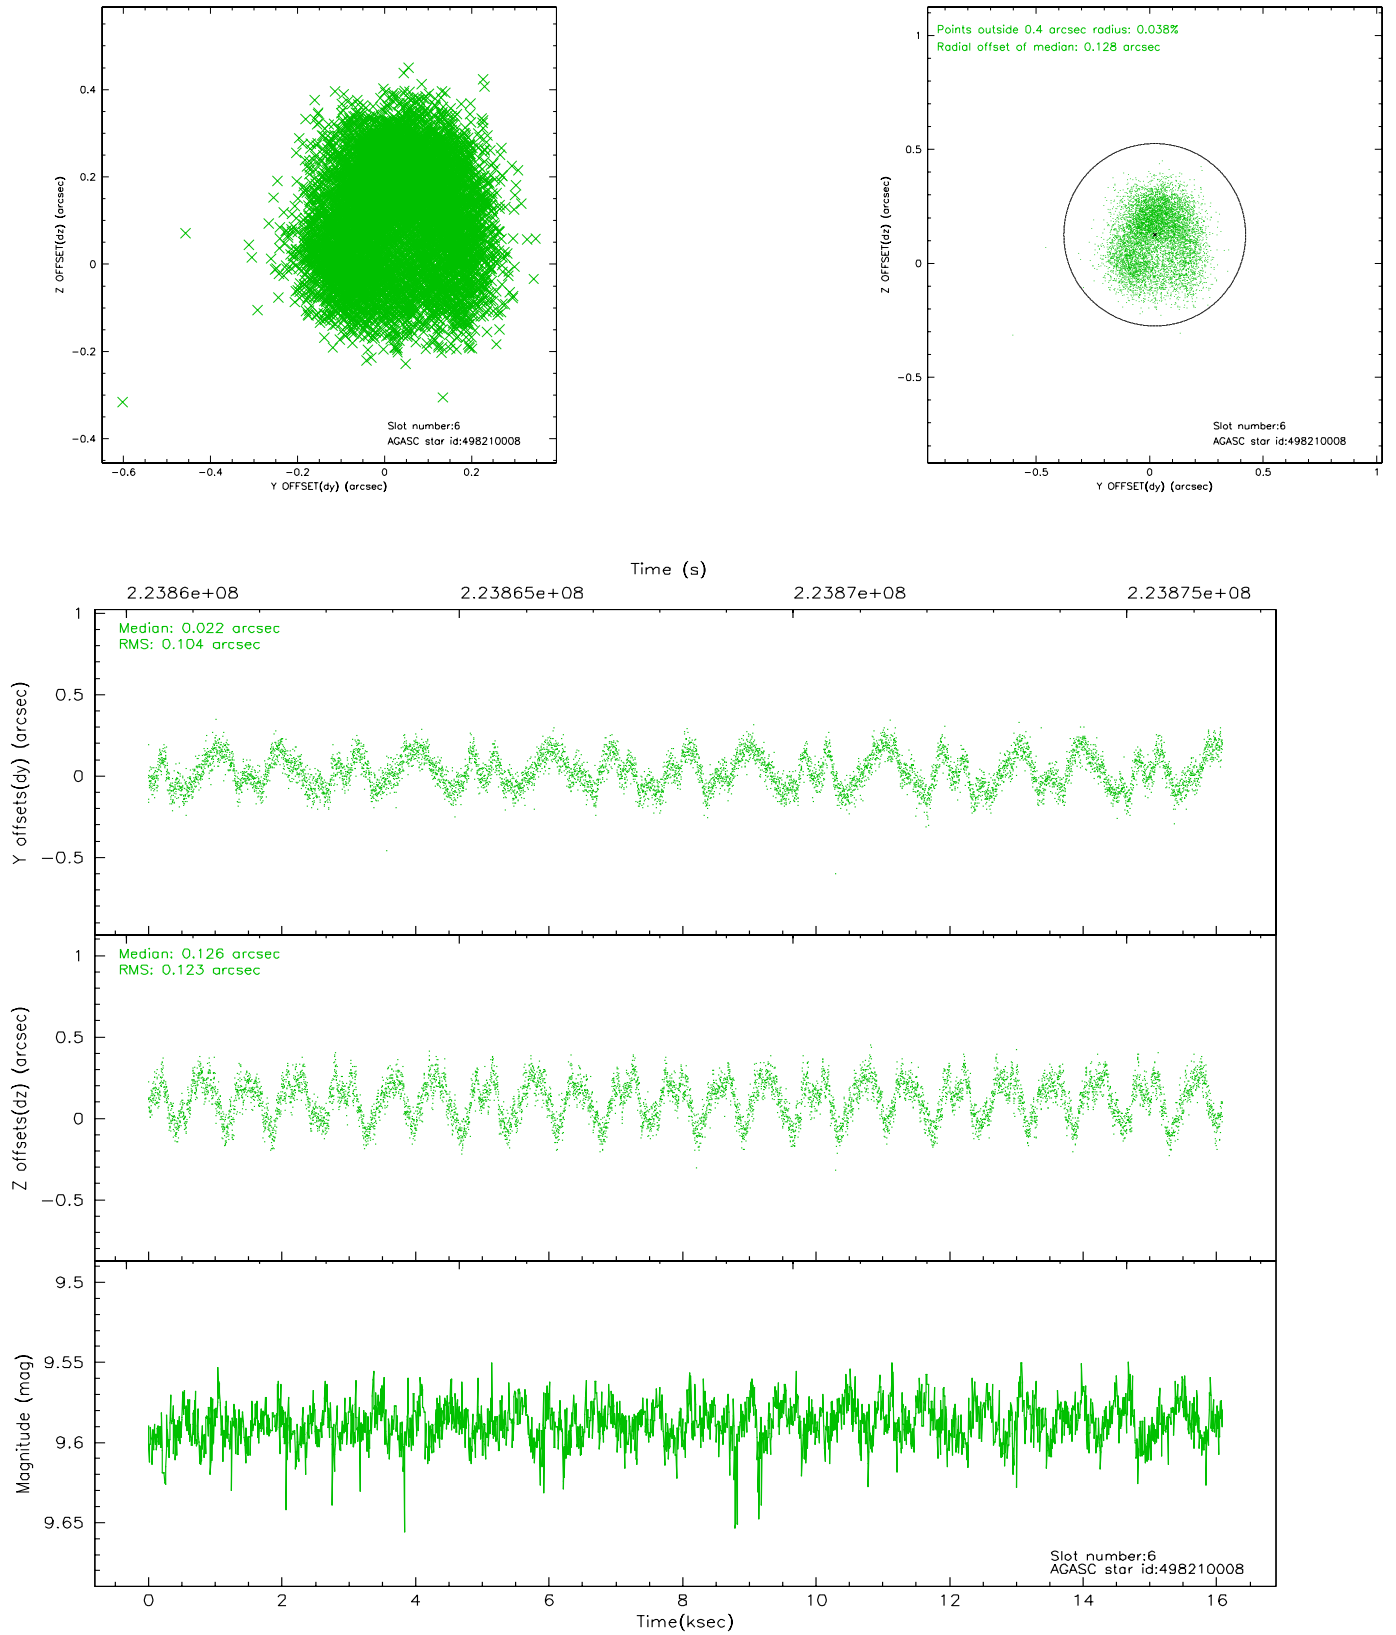 0.4
0.2
0
-0.2
-0.4
Z OFFSET(dz) (arcsec)
Slot number:6
AGASC star id:498210008
-0.6 -0.4 -0.2 0 0.2
Y OFFSET(dy) (arcsec)
Points outside 0.4 arcsec radius: 0.038%
Radial offset of median: 0.128 arcsec
1
0.5
0
-0.5
Z OFFSET(dz) (arcsec)
Slot number:6
AGASC star id:498210008
-0.5 0 0.5 1
Y OFFSET(dy) (arcsec)
Time (s)
2.2386e+08 2.23865e+08 2.2387e+08 2.23875e+08
Median: 0.022 arcsec
RMS: 0.104 arcsec
1
0.5
0
-0.5
Y offsets(dy) (arcsec)
Median: 0.126 arcsec
RMS: 0.123 arcsec
1
0.5
0
-0.5
Z offsets(dz) (arcsec)
9.5
9.55
9.6
9.65
Magnitude (mag)
Slot number:6
AGASC star id:498210008
0 2 4 6 8 10 12 14 16
Time(ksec)